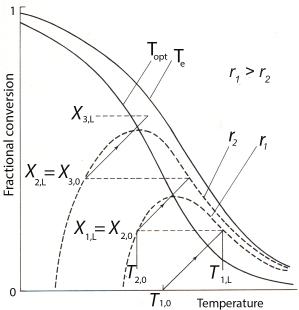 1
T_opt
T_e
r_1 > r_2
X_3,L
r_2
r_1
X_2,L=X_3,0
X_1,L=X_2,0
T_2,0
T_1,L
0
T_1,0
Temperature
Fractional conversion